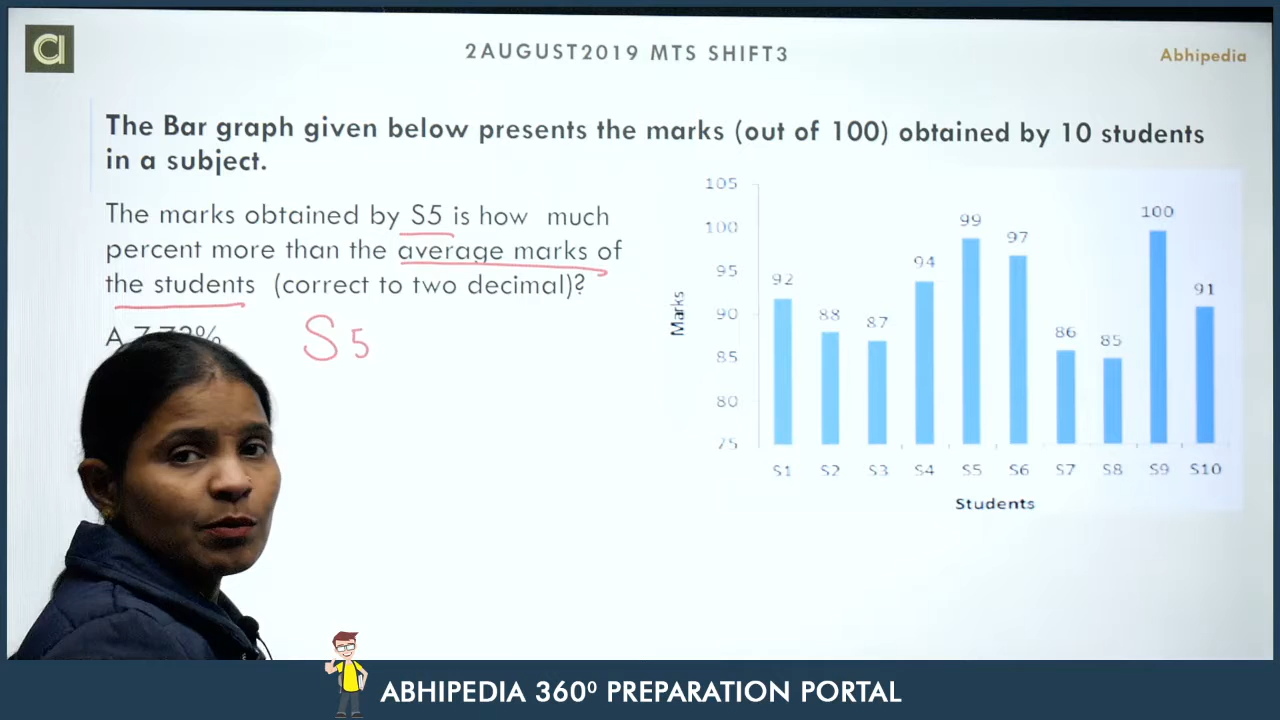 2AUGUST2019 MTS SHIFT3
Abhipedia
The Bar graph given below presents the marks (out of 100) obtained by 10 students
in a subject.
The marks obtained by S5 is how much
percent more than the average marks of
the students (correct to two decimal)?
S5
105
100
95
90
85
80
75
Marks
92
88
87
94
99
97
86
85
100
91
S1 S2 S3 S4 S5 S6 S7 S8 S9 S10
Students
ABHIPEDIA 360⁰ PREPARATION PORTAL